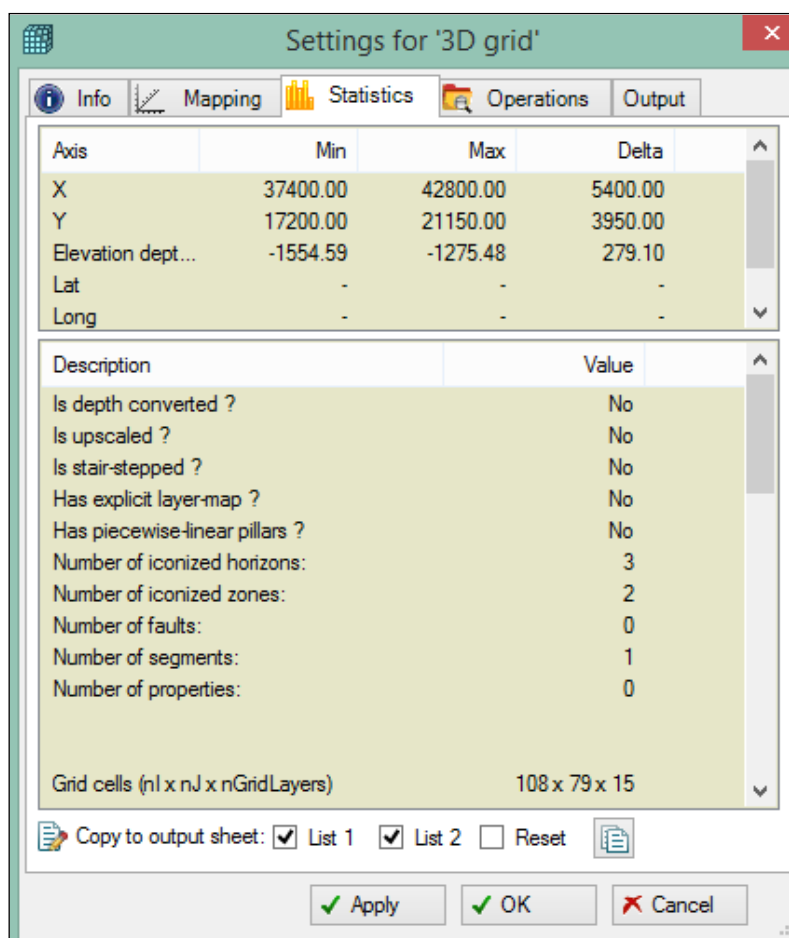 Settings for '3D grid'
Info Mapping Statistics Operations Output
Axis Min Max Delta
X 37400.00 42800.00 5400.00
Y 17200.00 21150.00 3950.00
Elevation dept... -1554.59 -1275.48 279.10
Lat - - -
Long - - -
Description Value
Is depth converted ? No
Is upscaled ? No
Is stair-stepped ? No
Has explicit layer-map ? No
Has piecewise-linear pillars ? No
Number of iconized horizons: 3
Number of iconized zones: 2
Number of faults: 0
Number of segments: 1
Number of properties: 0
Grid cells (nI x nJ x nGridLayers) 108 x 79 x 15
Copy to output sheet: List 1 List 2 Reset
Apply OK Cancel